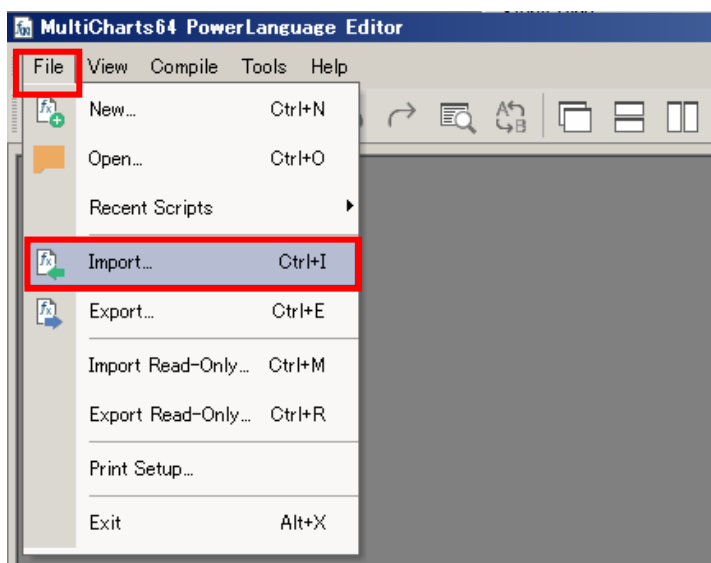 MultiCharts64 PowerLanguage Editor
File View Compile Tools Help
New... Ctrl+N
Open... Ctrl+O
Recent Scripts
Import... Ctrl+I
Export... Ctrl+E
Import Read-Only... Ctrl+M
Export Read-Only... Ctrl+R
Print Setup...
Exit Alt+X